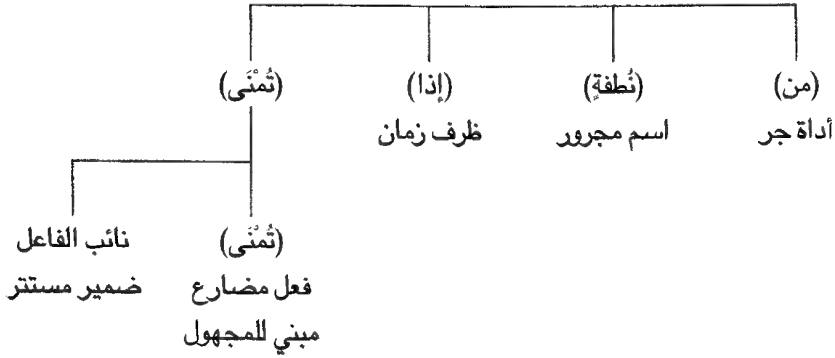 (من) (نُطفةٍ) (إذا) (تُمْنَى)
أداة جر اسم مجرور ظرف زمان
(تُمْنَى) نائب الفاعل
فعل مضارع ضمير مستتر
مبني للمجهول